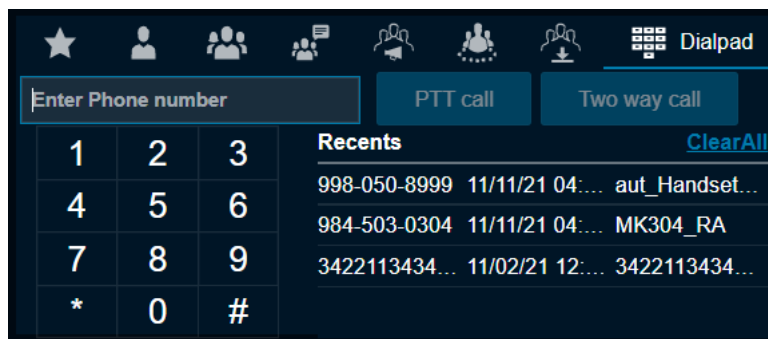 Dialpad
Enter Phone number
PTT call
Two way call
1 2 3
4 5 6
7 8 9
* 0 #
Recents ClearAll
998-050-8999 11/11/21 04:... aut_Handset...
984-503-0304 11/11/21 04:... MK304_RA
3422113434... 11/02/21 12:... 3422113434...